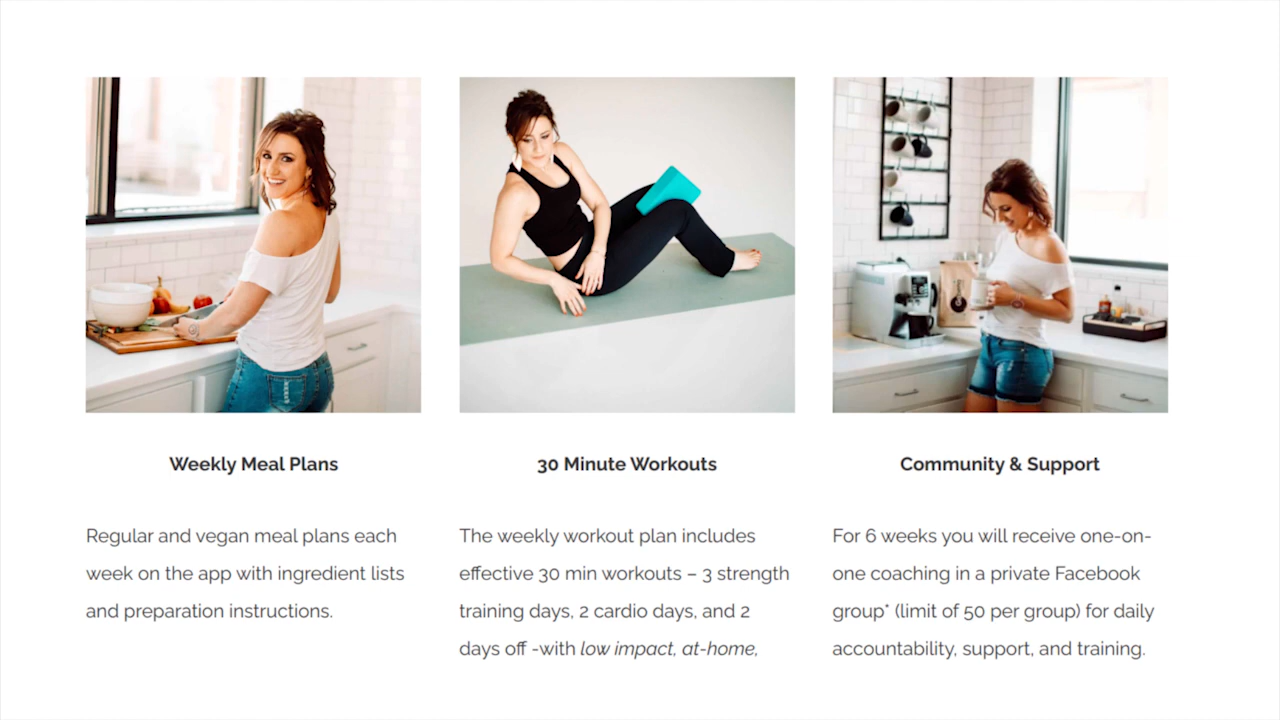 Weekly Meal Plans
Regular and vegan meal plans each
week on the app with ingredient lists
and preparation instructions.
30 Minute Workouts
The weekly workout plan includes
effective 30 min workouts – 3 strength
training days, 2 cardio days, and 2
days off -with low impact, at-home,
Community & Support
For 6 weeks you will receive one-on-
one coaching in a private Facebook
group* (limit of 50 per group) for daily
accountability, support, and training.